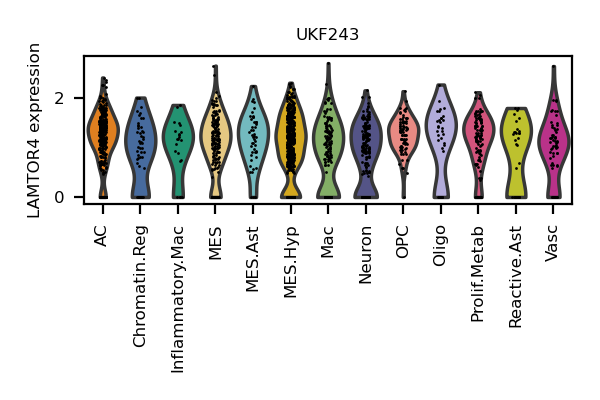 UKF243
LAMTOR4 expression
2
0
AC
Chromatin.Reg
Inflammatory.Mac
MES
MES.Ast
MES.Hyp
Mac
Neuron
OPC
Oligo
Prolif.Metab
Reactive.Ast
Vasc